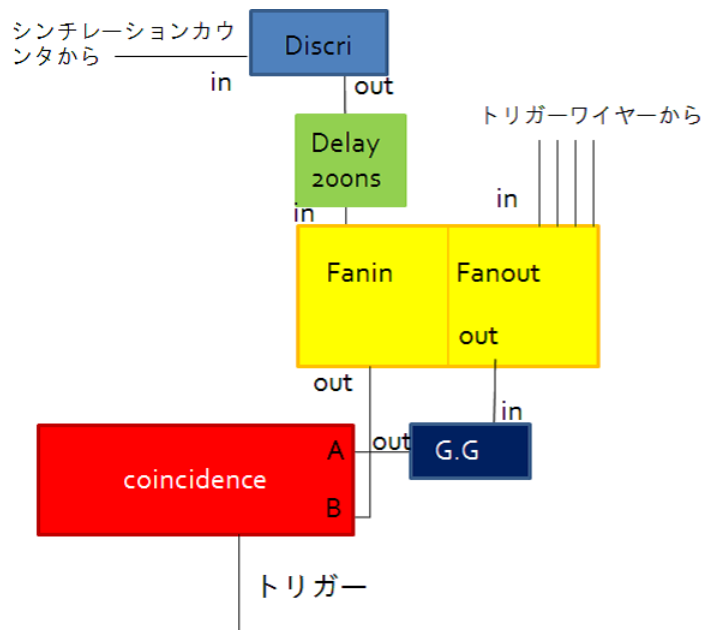 シンチレーションカウ
ンタから
in
Discri
out
トリガーワイヤーから
Delay
200ns
in
in
Fanin
Fanout
out
out
in
A
out
G.G
coincidence
B
トリガー